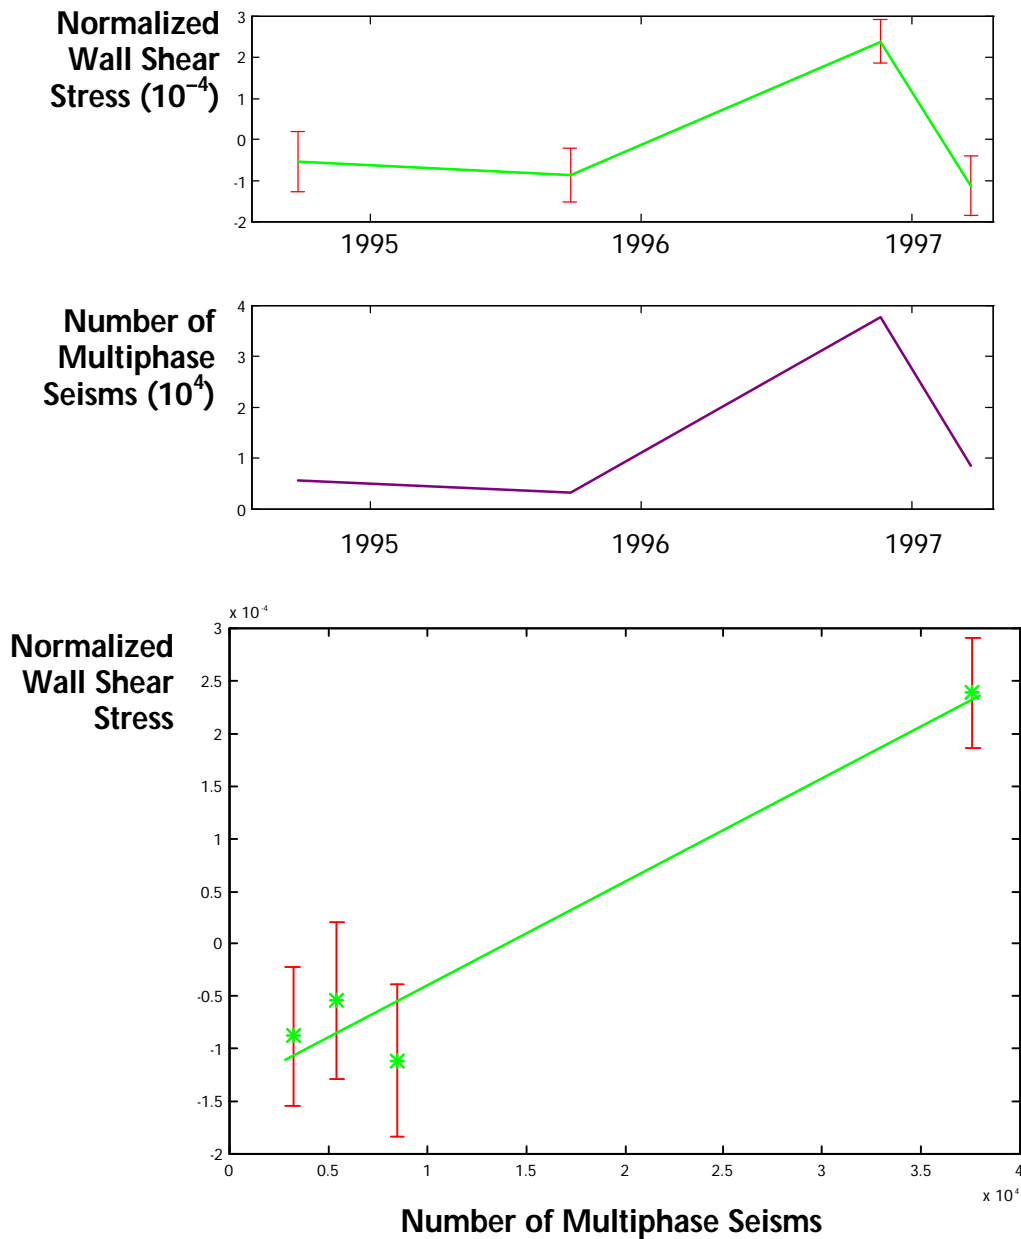 Normalized
Wall Shear
Stress (10⁻⁴)
3
2
1
0
-1
-2
1995 1996 1997
Number of
Multiphase
Seisms (10⁴)
4
3
2
1
0
1995 1996 1997
x 10⁻⁴
Normalized
Wall Shear
Stress
3
2.5
2
1.5
1
0.5
0
-0.5
-1
-1.5
-2
0 0.5 1 1.5 2 2.5 3 3.5 4
x 10⁴
Number of Multiphase Seisms